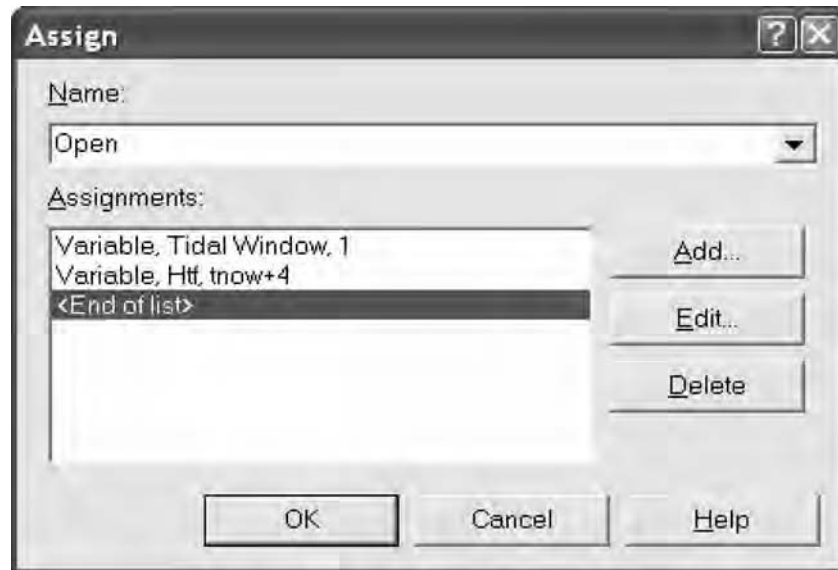 Assign
Name:
Open
Assignments:
Variable, Tidal Window, 1
Variable, Htf, tnow+4
<End of list>
Add...
Edit...
Delete
OK
Cancel
Help